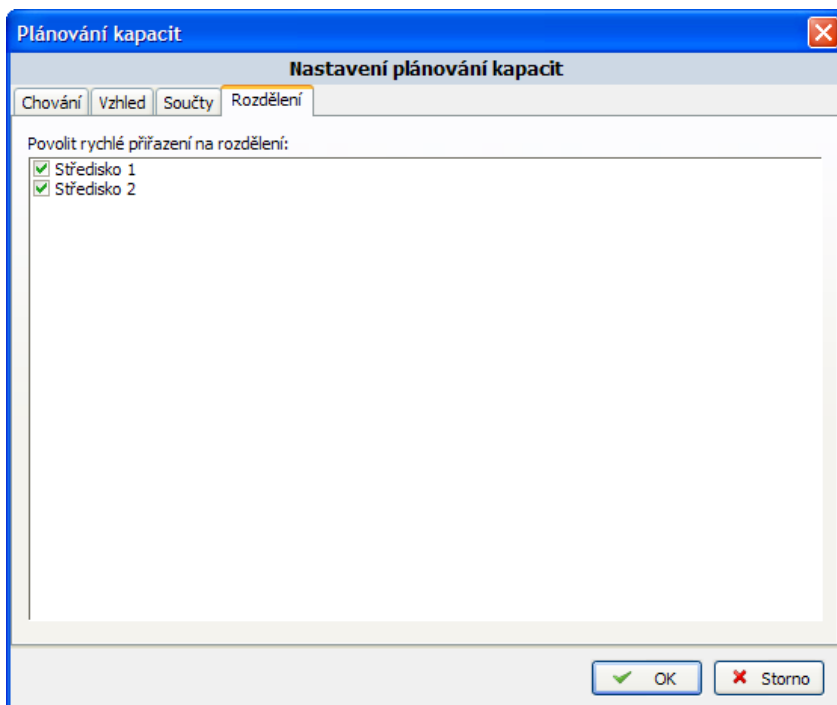 Plánování kapacit
Nastavení plánování kapacit
Chování Vzhled Součty Rozdělení
Povolit rychlé přiřazení na rozdělení:
Středisko 1
Středisko 2
OK Storno